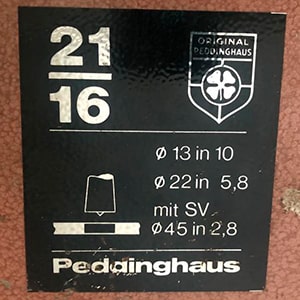 21
16
ORIGINAL
PEDDINGHAUS
ø 13 in 10
ø 22 in 5,8
mit SV
ø 45 in 2,8
Peddinghaus